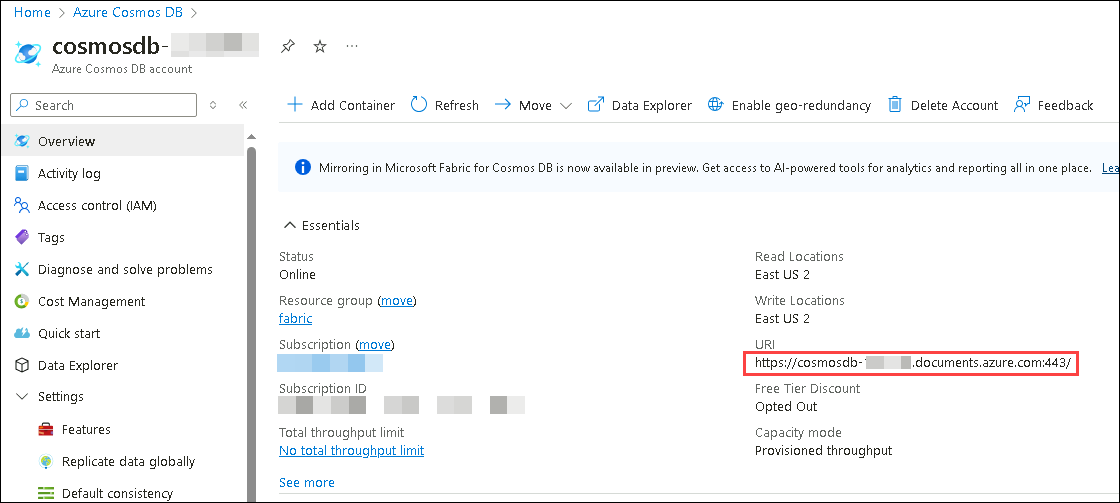 Home > Azure Cosmos DB >
cosmosdb-
Azure Cosmos DB account
Search
Add Container Refresh Move Data Explorer Enable geo-redundancy Delete Account Feedback
Overview
Activity log
Access control (IAM)
Tags
Diagnose and solve problems
Cost Management
Quick start
Data Explorer
Settings
Features
Replicate data globally
Default consistency
Mirroring in Microsoft Fabric for Cosmos DB is now available in preview. Get access to AI-powered tools for analytics and reporting all in one place. Lea
Essentials
Status
Online
Resource group (move)
fabric
Subscription (move)
Subscription ID
Total throughput limit
No total throughput limit
See more
Read Locations
East US 2
Write Locations
East US 2
URI
https://cosmosdb- .documents.azure.com:443/
Free Tier Discount
Opted Out
Capacity mode
Provisioned throughput